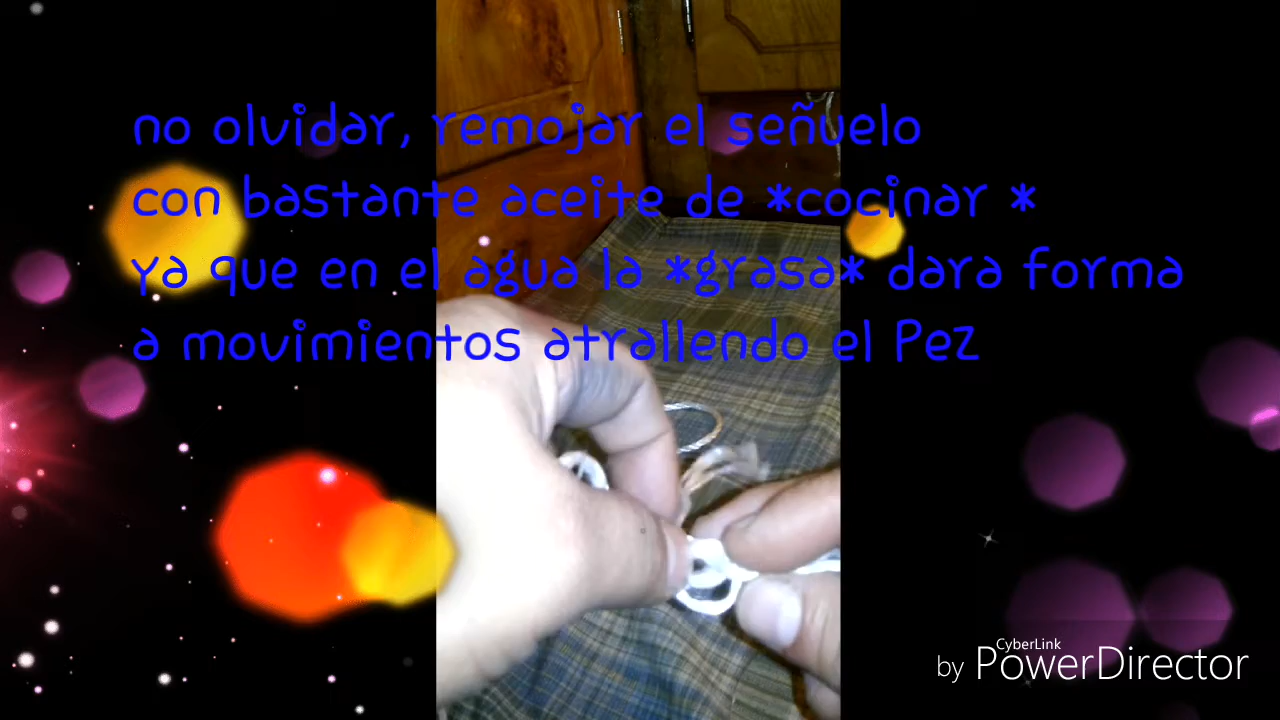 no olvidar, remojar el señuelo
con bastante aceite de *cocinar *
ya que en el agua la *grasa* dara forma
a movimientos atrallendo el Pez
CyberLink
by PowerDirector